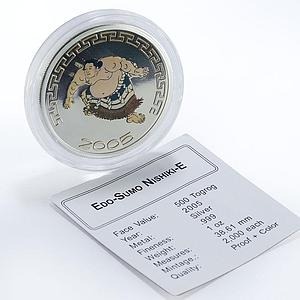 2005
EDO-SUMO NISHIKI-E
Face Value: 500 Togrog
Year: 2005
Metal: Silver
Fineness: 999
Weight: 1 oz
Measures: 38.61 mm
Mintage.: 2,000 each
Quality: Proof + Color